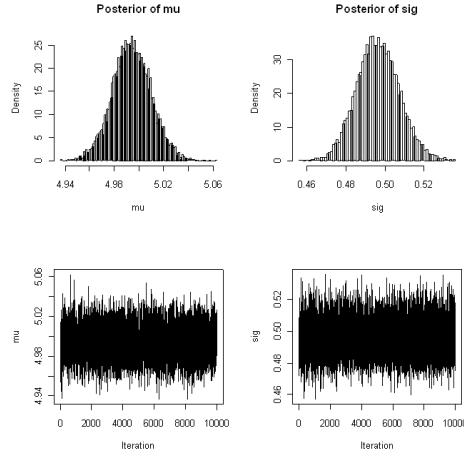 Posterior of mu
Density
0 5 10 15 20 25
4.94 4.98 5.02 5.06
mu
Posterior of sig
Density
0 10 20 30
0.46 0.48 0.50 0.52
sig
mu
4.94 4.98 5.02 5.06
0 2000 4000 6000 8000 10000
Iteration
sig
0.46 0.48 0.50 0.52
0 2000 4000 6000 8000 10000
Iteration